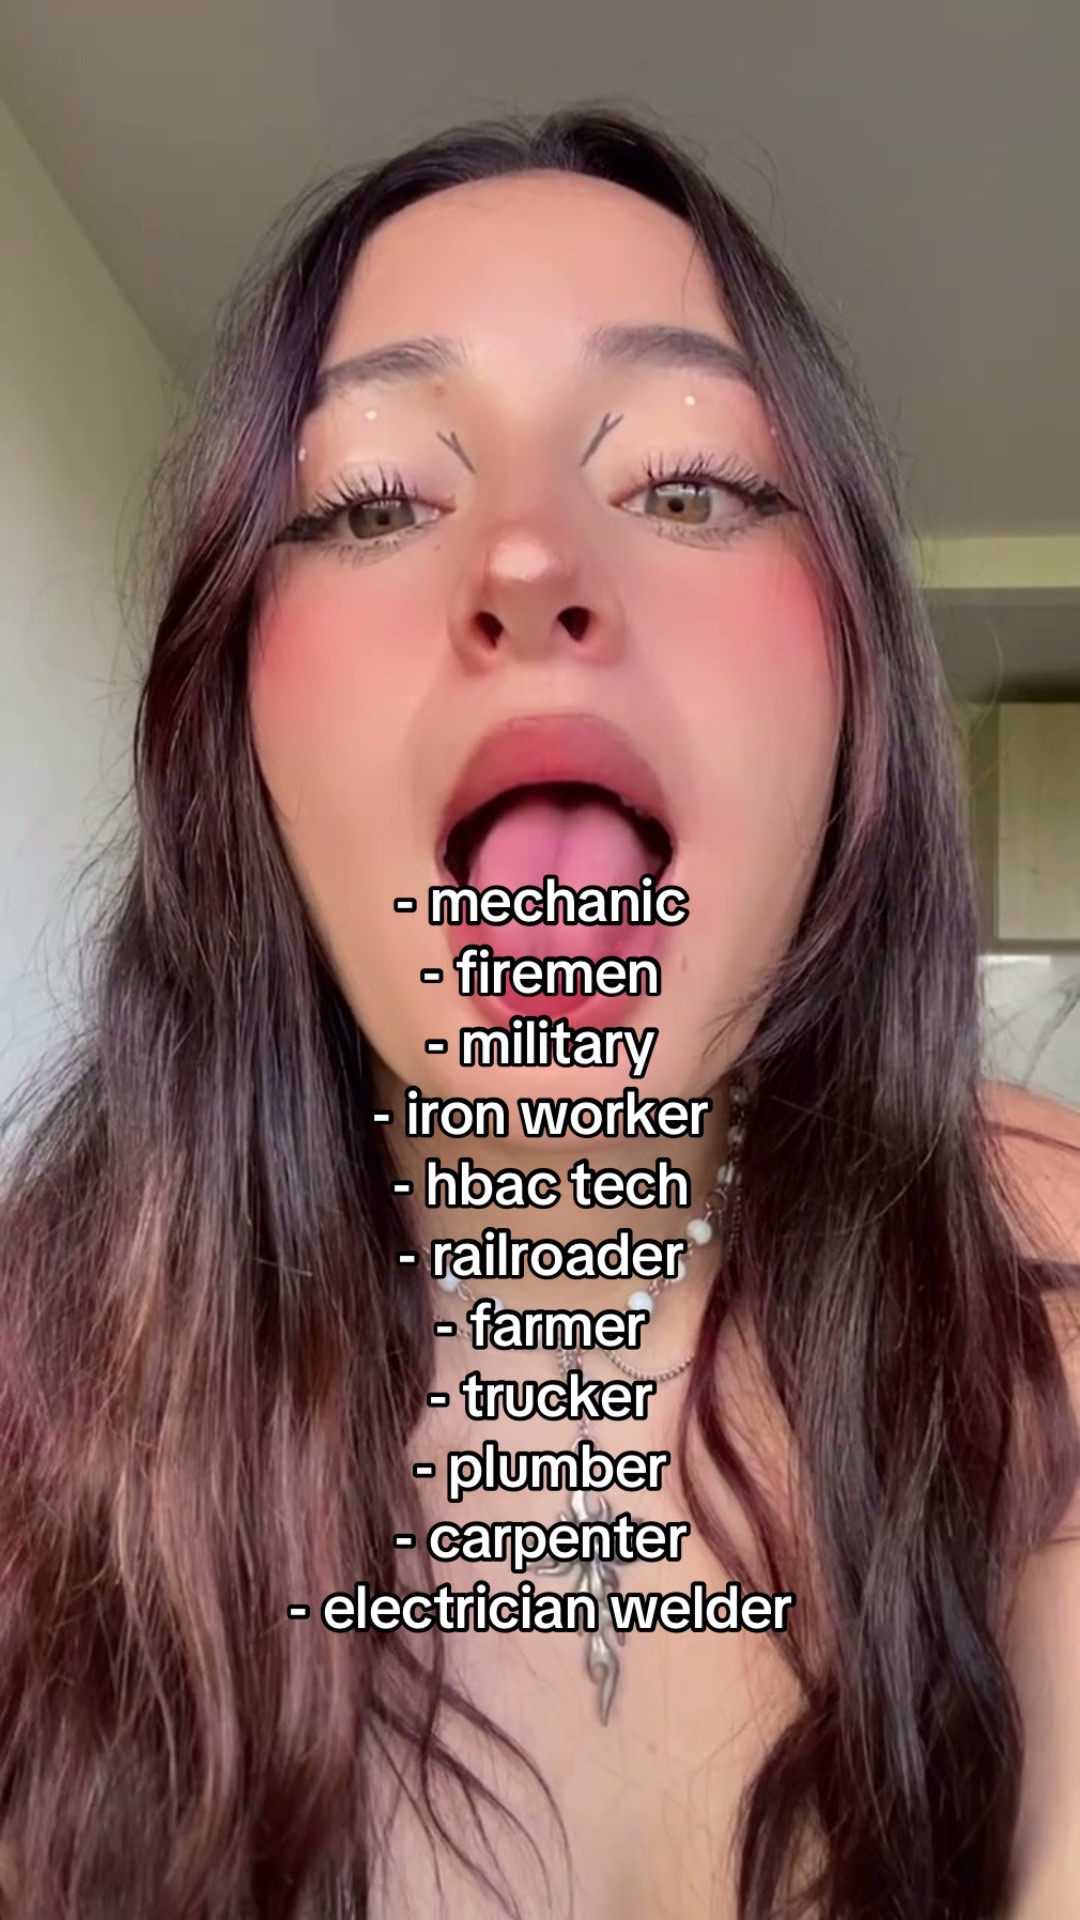 - mechanic
- firemen
- military
- iron worker
- hbac tech
- railroader
- farmer
- trucker
- plumber
- carpenter
- electrician welder